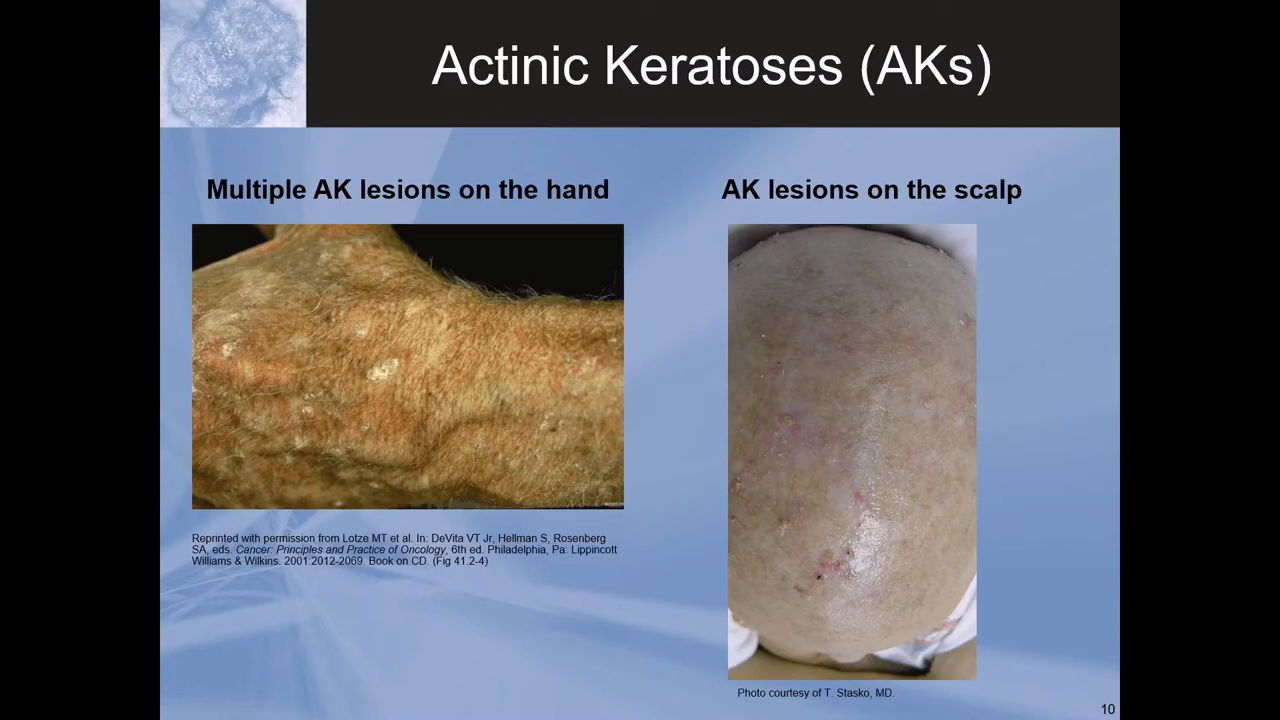 Actinic Keratoses (AKs)
Multiple AK lesions on the hand
AK lesions on the scalp
Reprinted with permission from Lotze MT et al. In: DeVita VT Jr, Hellman S, Rosenberg
SA, eds. Cancer: Principles and Practice of Oncology, 6th ed. Philadelphia, Pa: Lippincott
Williams & Wilkins. 2001:2012-2069. Book on CD. (Fig 41.2-4)
Photo courtesy of T. Stasko, MD.
10